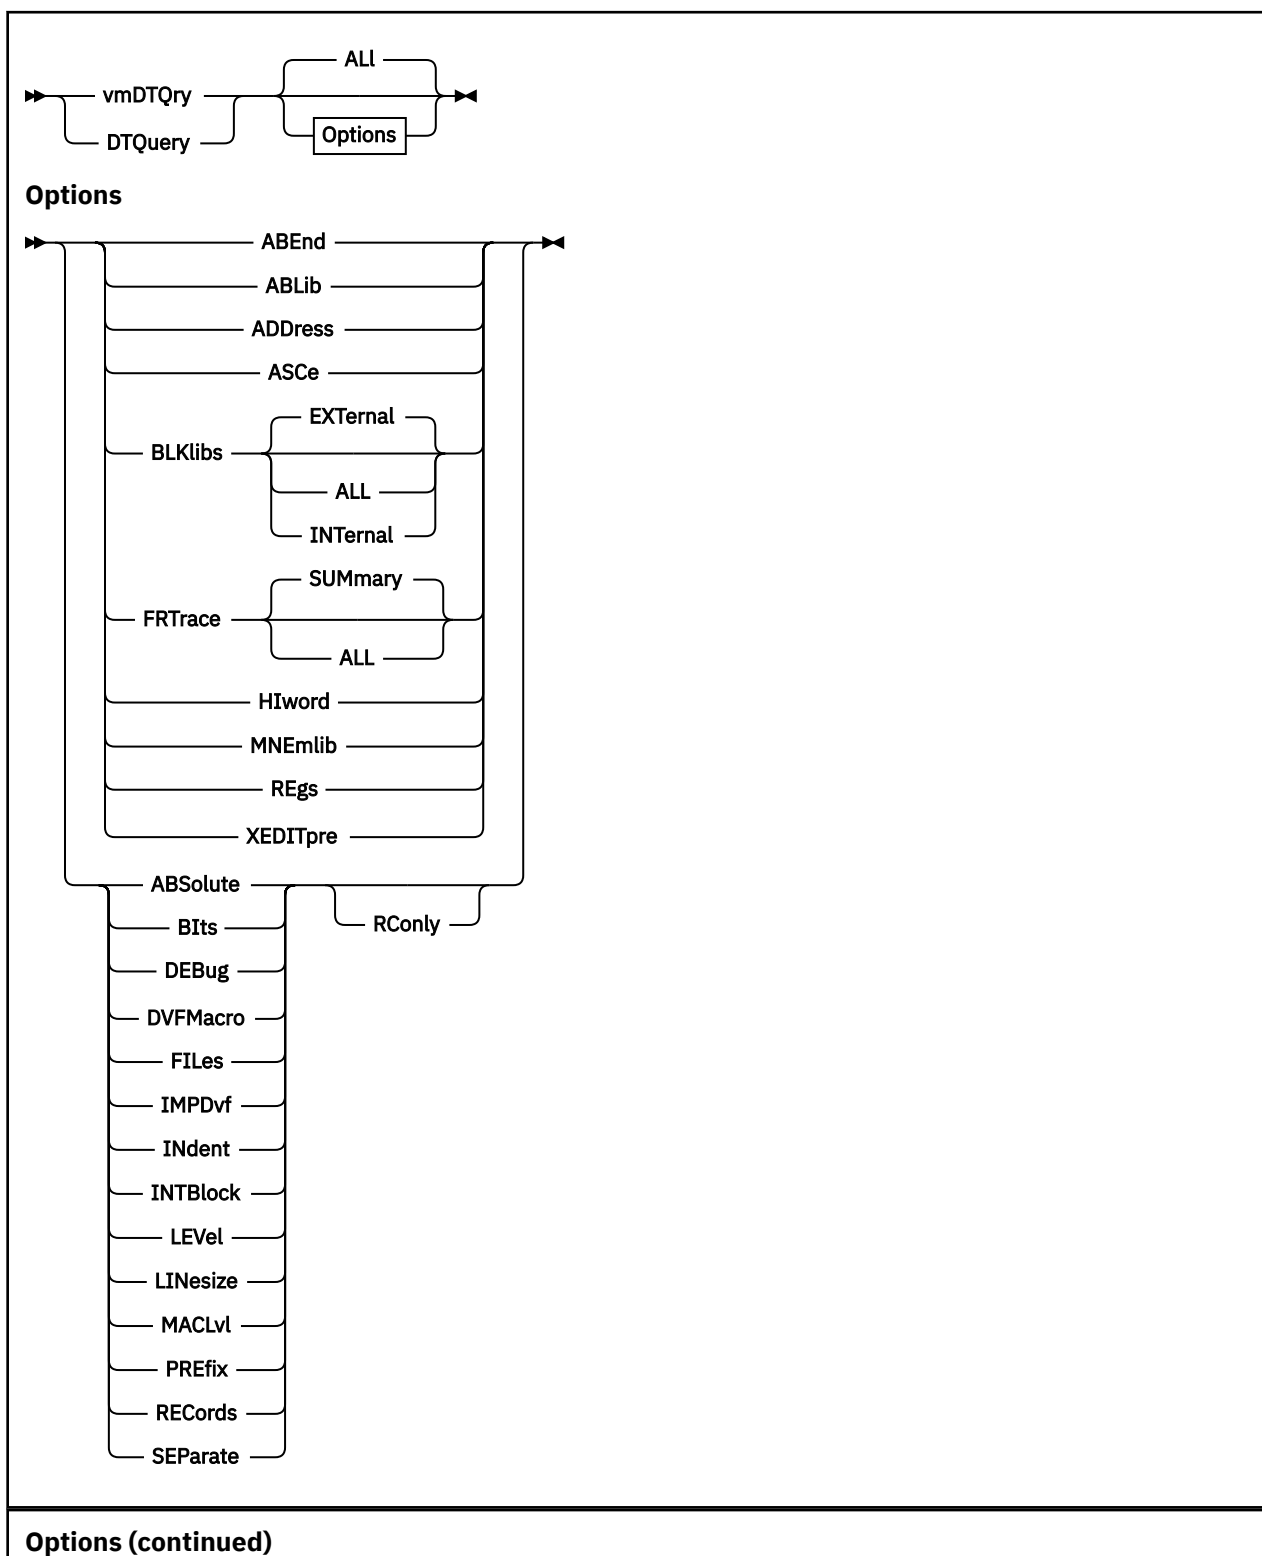 ALl
vmDTQry
DTQuery
Options
Options
ABEnd
ABLib
ADDress
ASCe
EXTernal
BLKlibs
ALL
INTernal
SUMmary
FRTrace
ALL
HIword
MNEmlib
REgs
XEDITpre
ABSolute
RConly
BIts
DEBug
DVFMacro
FILes
IMPDvf
INdent
INTBlock
LEVel
LINesize
MACLvl
PREfix
RECords
SEParate
Options (continued)